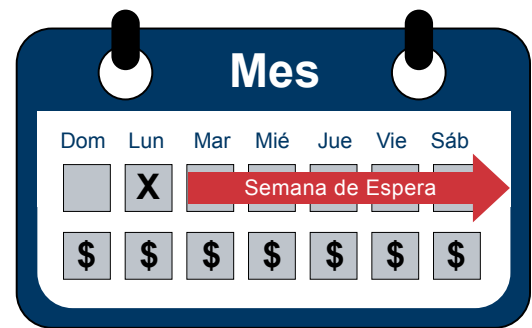 Mes
Dom Lun Mar Mié Jue Vie Sáb
X Semana de Espera
$ $ $ $ $ $ $